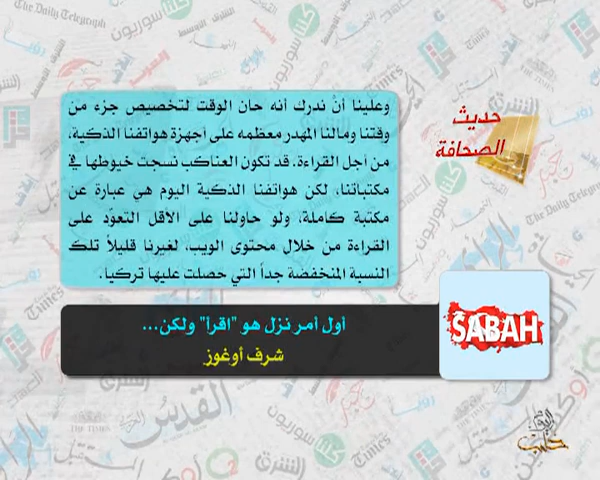 حديث
الصحافة
وعلينا أنْ ندرك أنه حان الوقت لتخصيص جزء من
وقتنا ومالنا المهدر معظمه على أجهزة هواتفنا الذكية،
من أجل القراءة. قد تكون العناكب نسجت خيوطها في
مكتباتنا، لكن هواتفنا الذكية اليوم هي عبارة عن
مكتبة كاملة، ولو حاولنا على الاقل التعوّد على
القراءة من خلال محتوى الويب، لغيرنا قليلاً تلك
النسبة المنخفضة جداً التي حصلت عليها تركيا.
SABAH
أول أمر نزل هو "اقرأ" ولكن...
شرف أوغوز